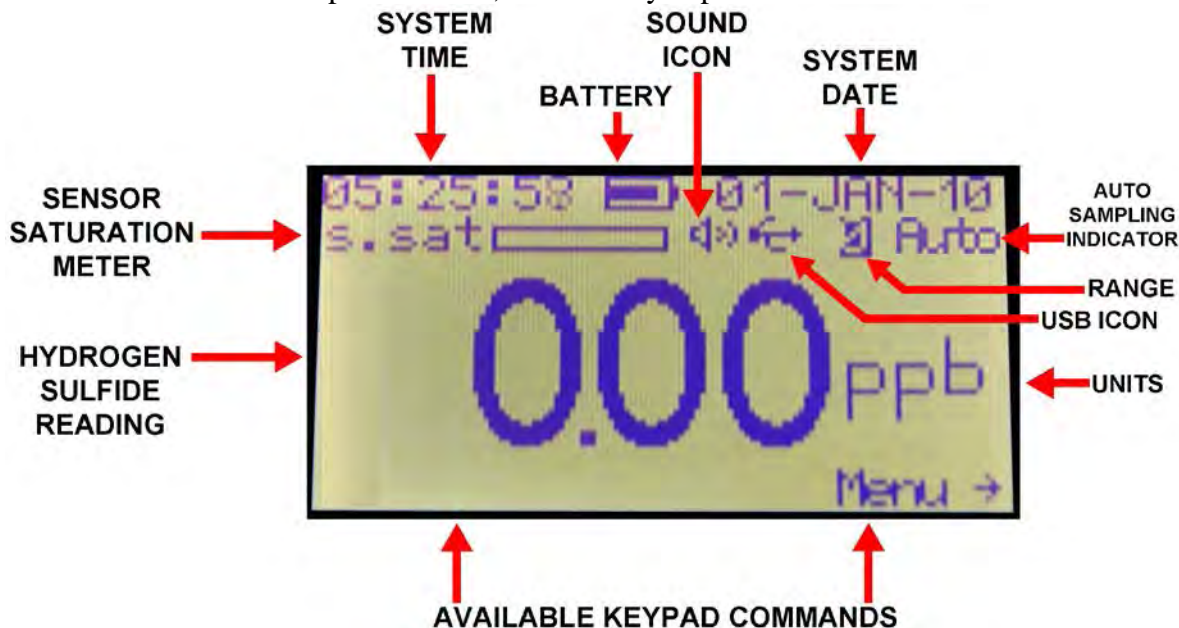 SYSTEM
TIME
SOUND
ICON
BATTERY
SYSTEM
DATE
05:25:58 01-JAN-10
s.sat Auto
0.00 ppb
Menu →
SENSOR
SATURATION
METER
HYDROGEN
SULFIDE
READING
AUTO
SAMPLING
INDICATOR
RANGE
USB ICON
UNITS
AVAILABLE KEYPAD COMMANDS